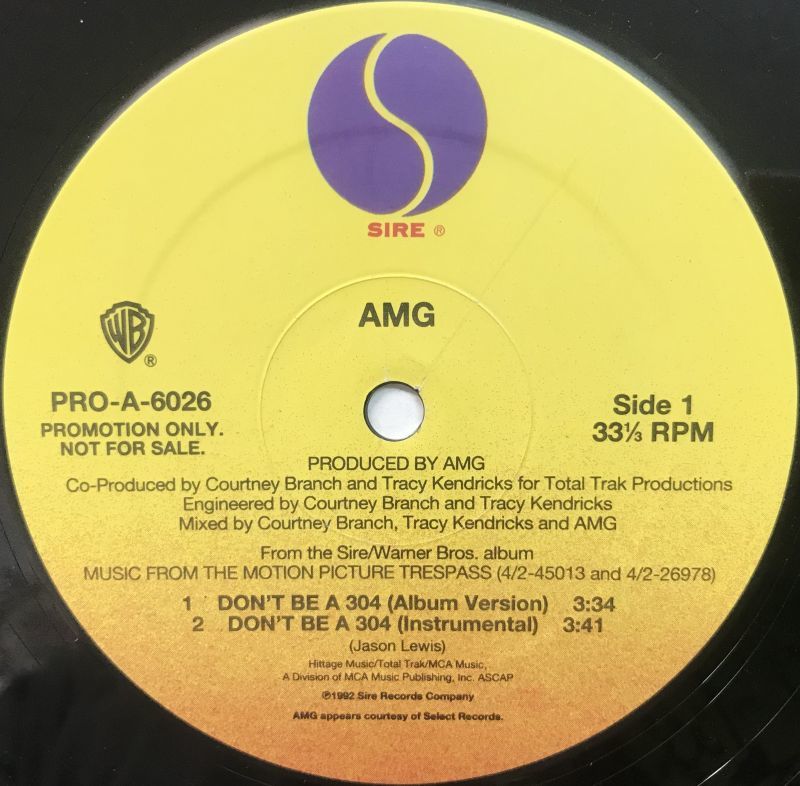 SIRE ®
AMG
WB
®
PRO-A-6026
PROMOTION ONLY.
NOT FOR SALE.
Side 1
33⅓ RPM
PRODUCED BY AMG
Co-Produced by Courtney Branch and Tracy Kendricks for Total Trak Productions
Engineered by Courtney Branch and Tracy Kendricks
Mixed by Courtney Branch, Tracy Kendricks and AMG
From the Sire/Warner Bros. album
MUSIC FROM THE MOTION PICTURE TRESPASS (4/2-45013 and 4/2-26978)
1 DON'T BE A 304 (Album Version) 3:34
2 DON'T BE A 304 (Instrumental) 3:41
(Jason Lewis)
Hittage Music/Total Trak/MCA Music,
A Division of MCA Music Publishing, Inc. ASCAP
℗1992 Sire Records Company
AMG appears courtesy of Select Records.